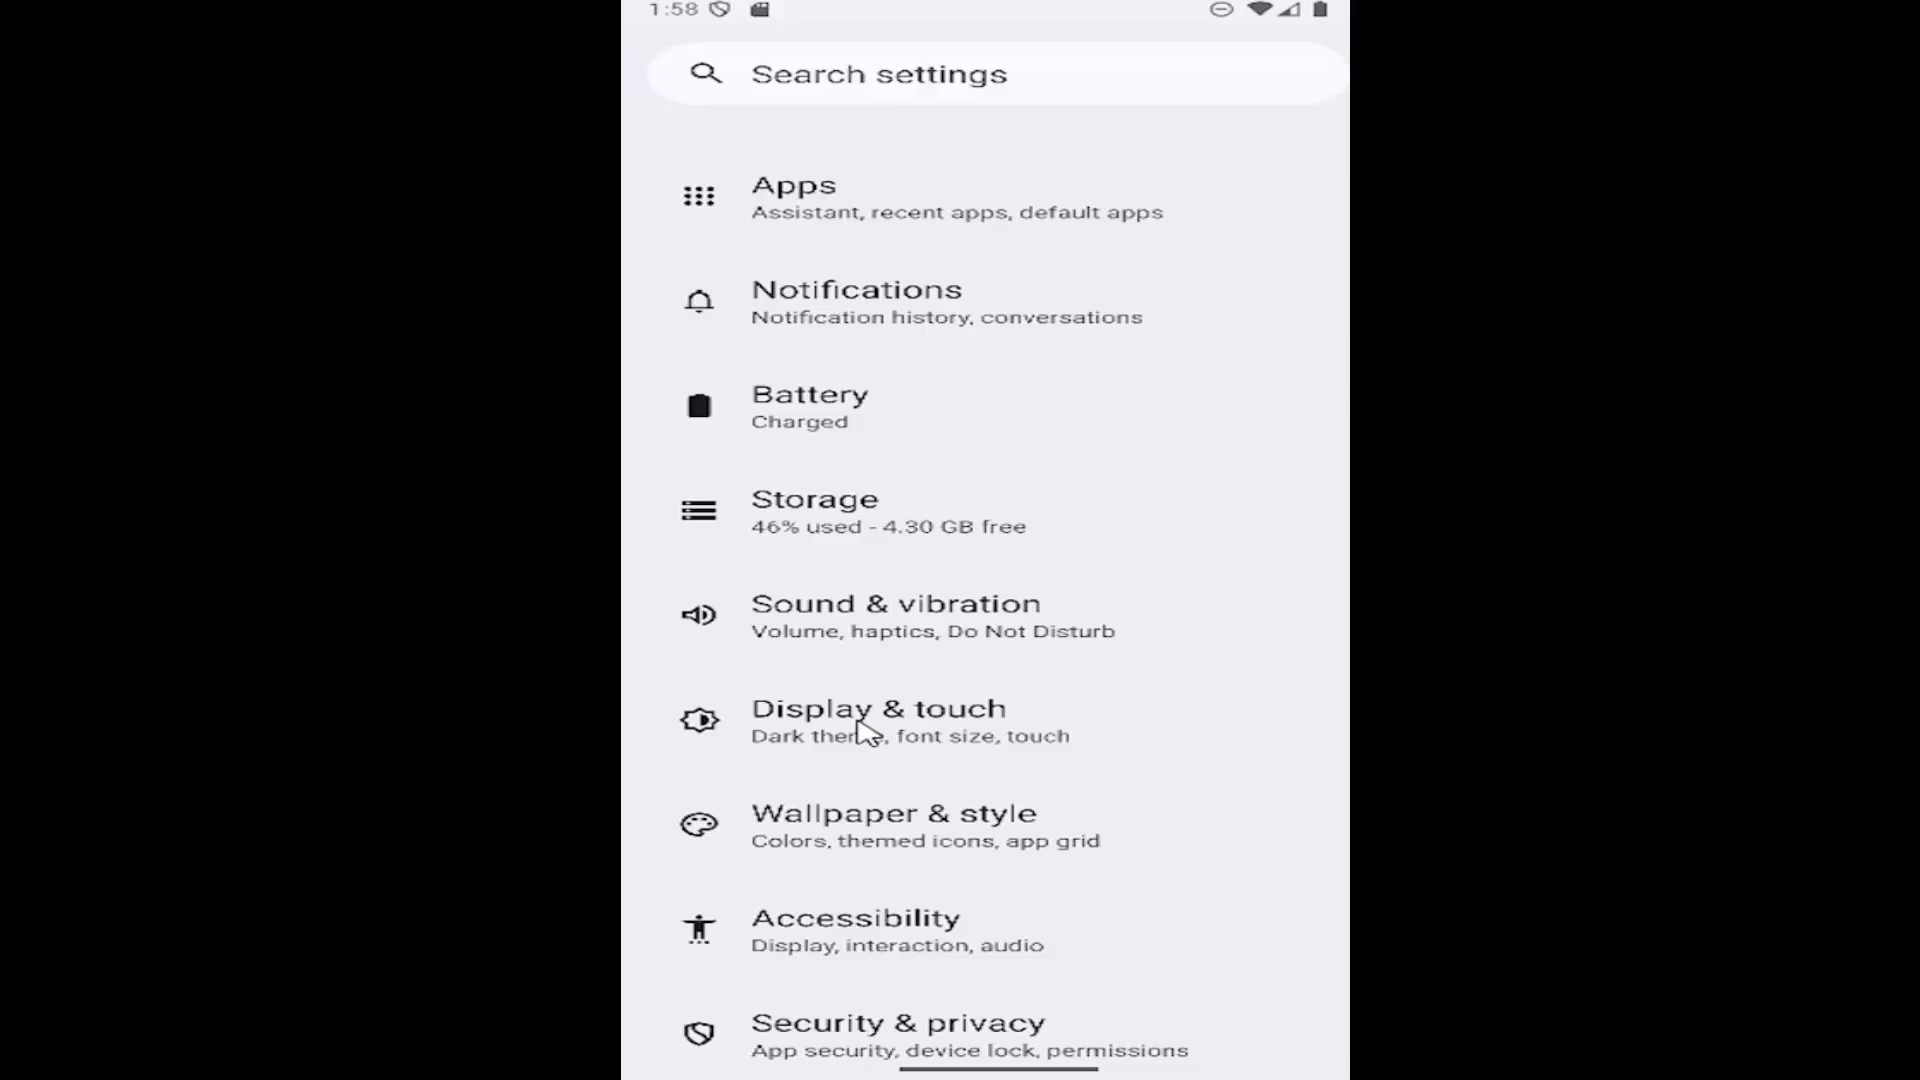 1:58
Search settings
Apps
Assistant, recent apps, default apps
Notifications
Notification history, conversations
Battery
Charged
Storage
46% used - 4.30 GB free
Sound & vibration
Volume, haptics, Do Not Disturb
Display & touch
Dark theme, font size, touch
Wallpaper & style
Colors, themed icons, app grid
Accessibility
Display, interaction, audio
Security & privacy
App security, device lock, permissions